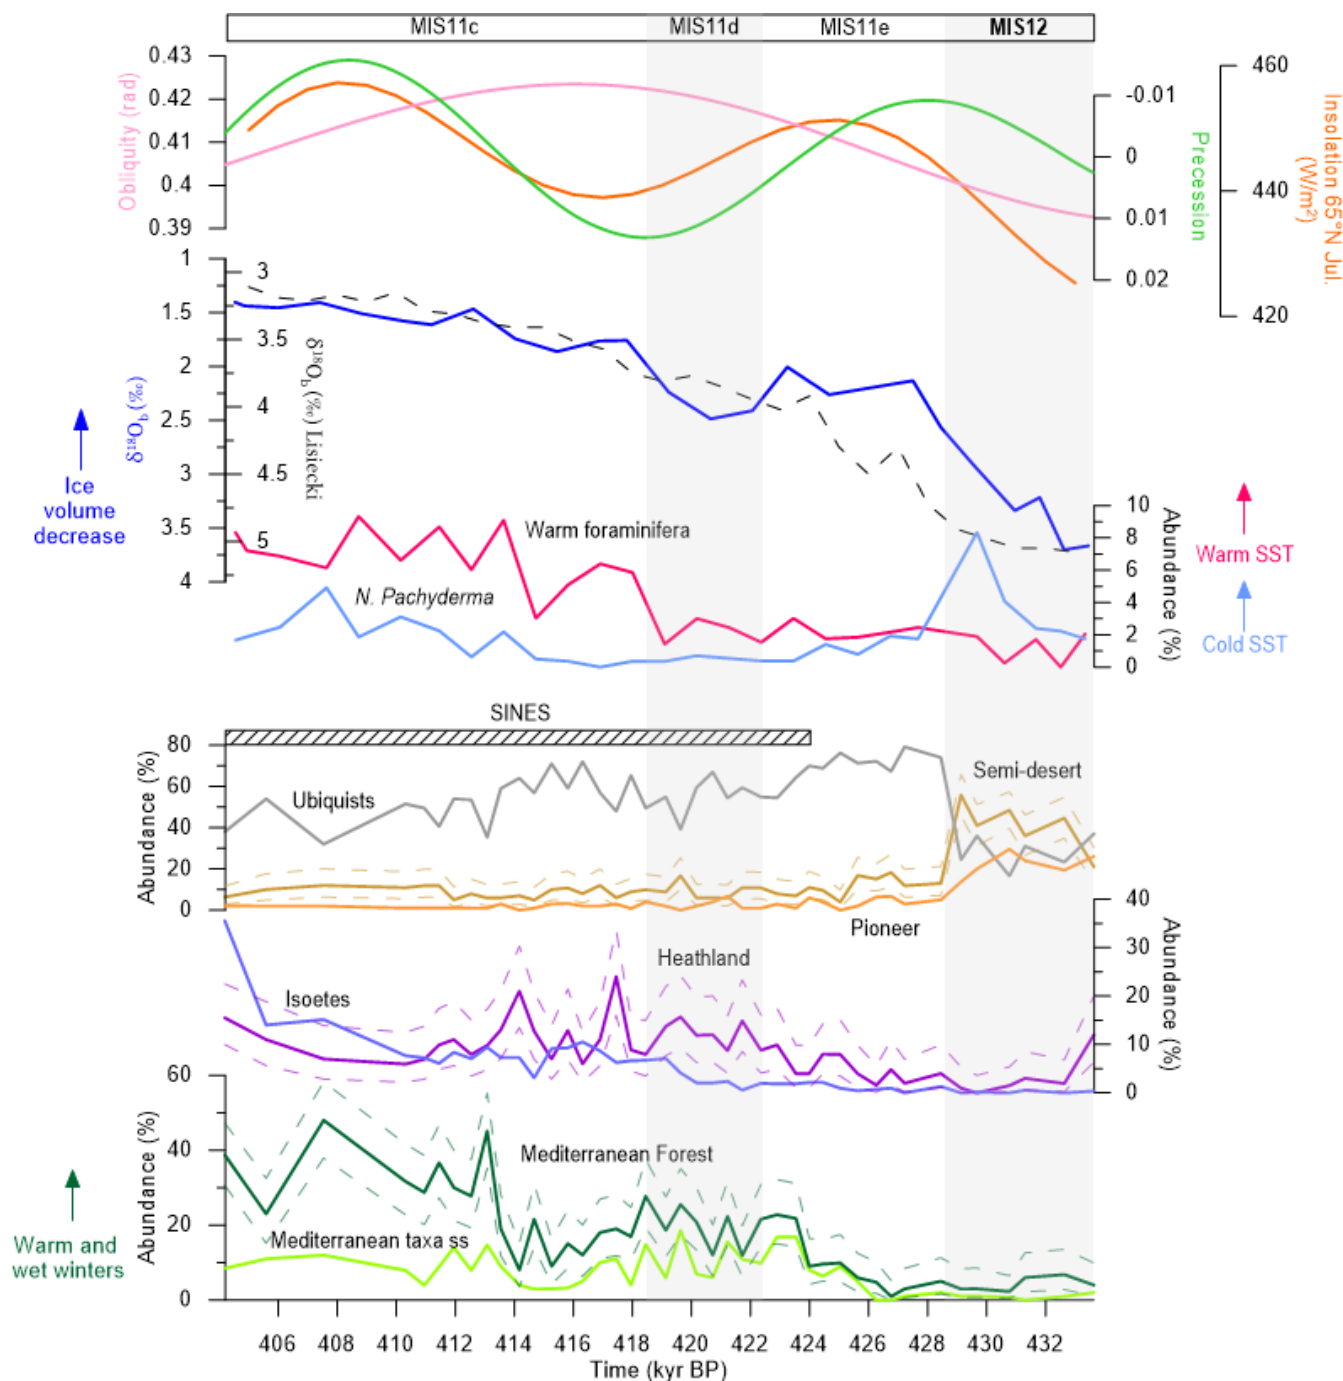 MIS11c MIS11d MIS11e MIS12
0.43
0.42
0.41
0.4
0.39
Obliquity (rad)
-0.01
0
0.01
0.02
Precession
460
440
420
Insolation 65°N Jul.
(W/m²)
1
1.5
2
2.5
3
3.5
4
δ¹⁸O_b (‰)
3
3.5
4
4.5
5
δ¹⁸O_b (‰) Lisiecki
Ice
volume
decrease
Warm foraminifera
N. Pachyderma
10
8
6
4
2
0
Abundance (%)
Warm SST
Cold SST
SINES
80
60
40
20
0
Abundance (%)
Ubiquists
Semi-desert
Pioneer
40
30
20
10
0
Abundance (%)
Heathland
Isoetes
60
40
20
0
Abundance (%)
Mediterranean Forest
Mediterranean taxa ss
Warm and
wet winters
406 408 410 412 414 416 418 420 422 424 426 428 430 432
Time (kyr BP)